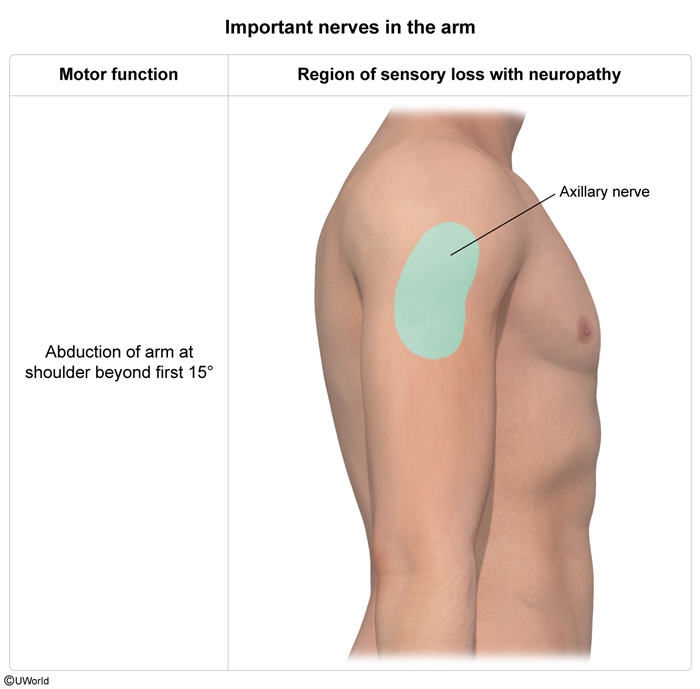 Important nerves in the arm
Motor function
Region of sensory loss with neuropathy
Axillary nerve
Abduction of arm at
shoulder beyond first 15°
©UWorld